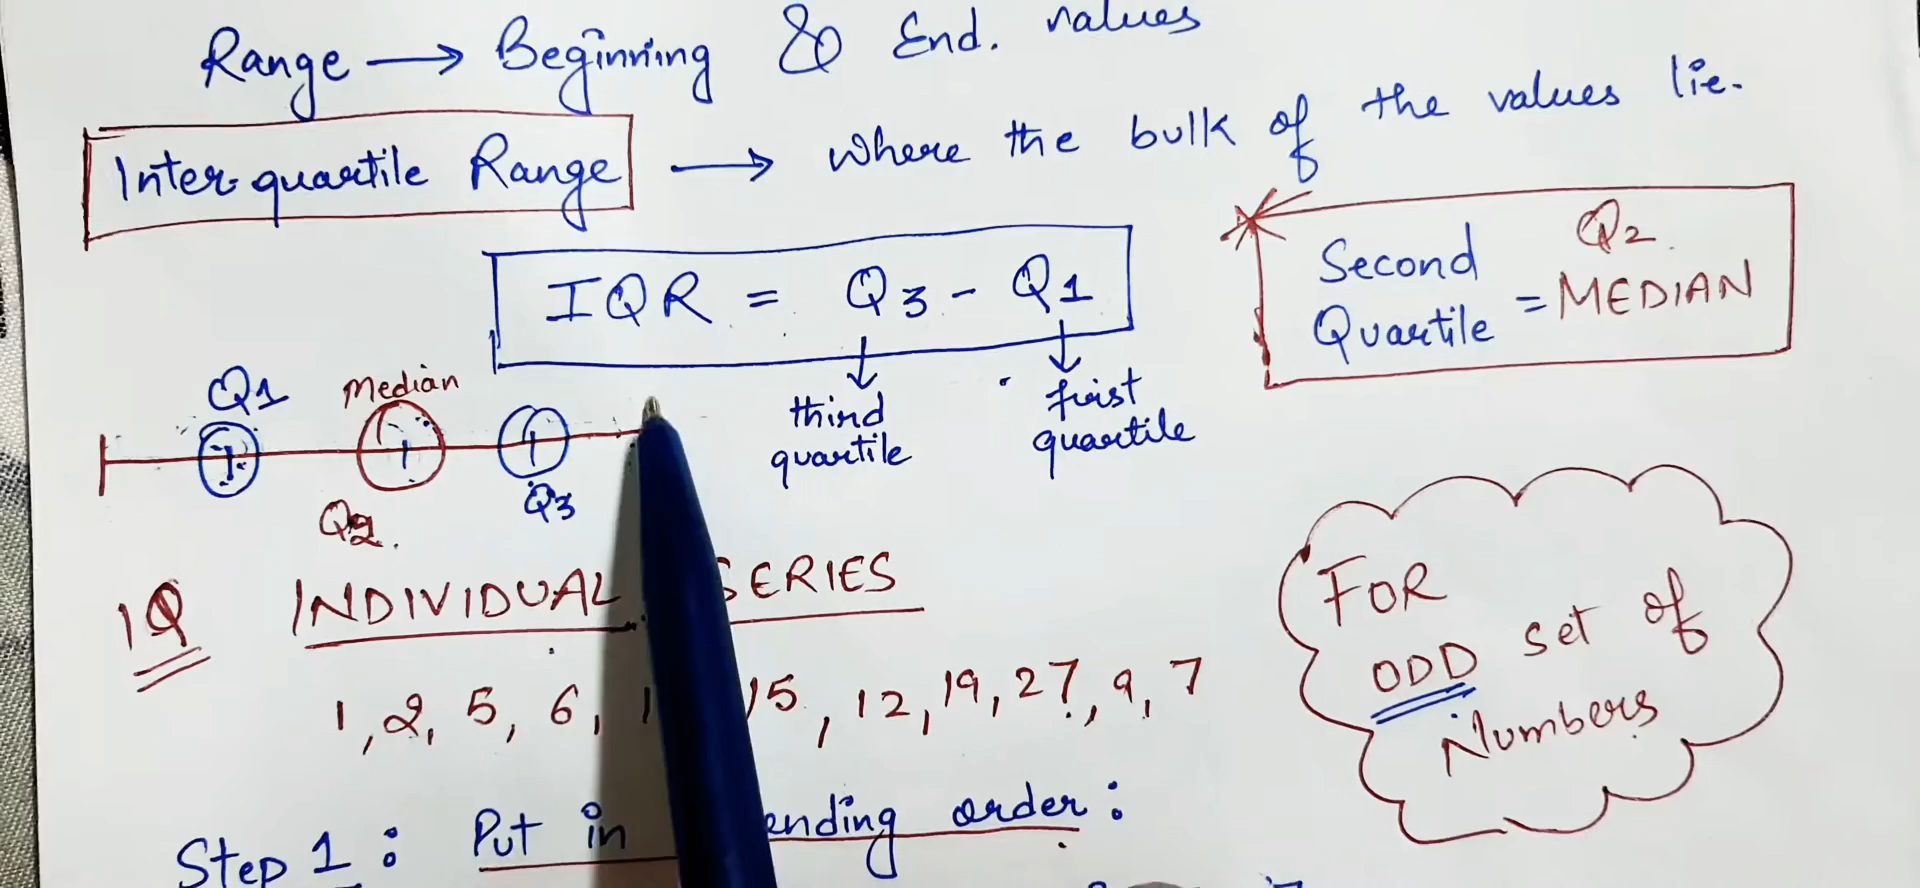 Range → Beginning & End. values
Inter-quartile Range → where the bulk of the values lie.
IQR = Q3 - Q1
third quartile
first quartile
Q2.
Second Quartile = MEDIAN
Q1
Median
Q2.
Q3
1Q INDIVIDUAL SERIES
1, 2, 5, 6, 15, 12, 19, 27, 9, 7
FOR
ODD set of
Numbers
Step 1 : Put in ending order :